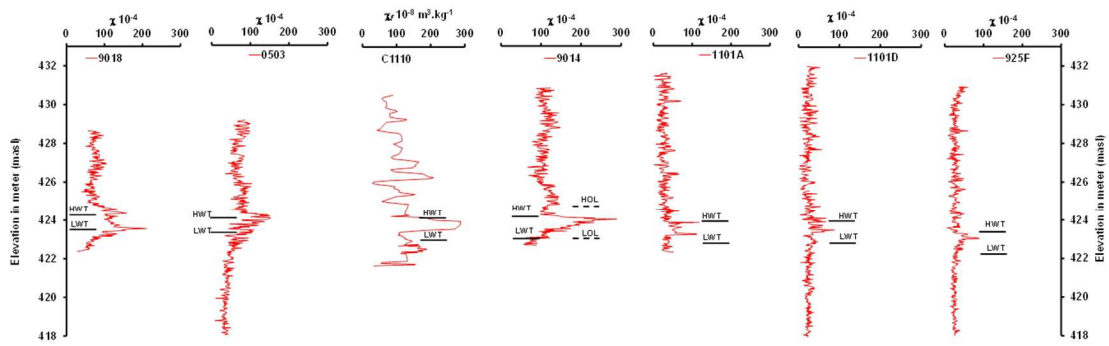 χ 10⁻⁴ χ 10⁻⁴ χf 10⁻⁸ m³.kg⁻¹ χ 10⁻⁴ χ 10⁻⁴ χ 10⁻⁴ χ 10⁻⁴
0 100 200 300 0 100 200 300 0 100 200 300 0 100 200 300 0 100 200 300 0 100 200 300 0 100 200 300
9018 0503 C1110 9014 1101A 1101D 925F
432 432
430 430
428 428
426 426
HOL
HWT HWT HWT HWT HWT HWT
424 424
HWT
LWT LWT LWT LWT LWT LWT LWT
LOL
422 422
420 420
418 418
Elevation in meter (masl)
Elevation in meter (masl)